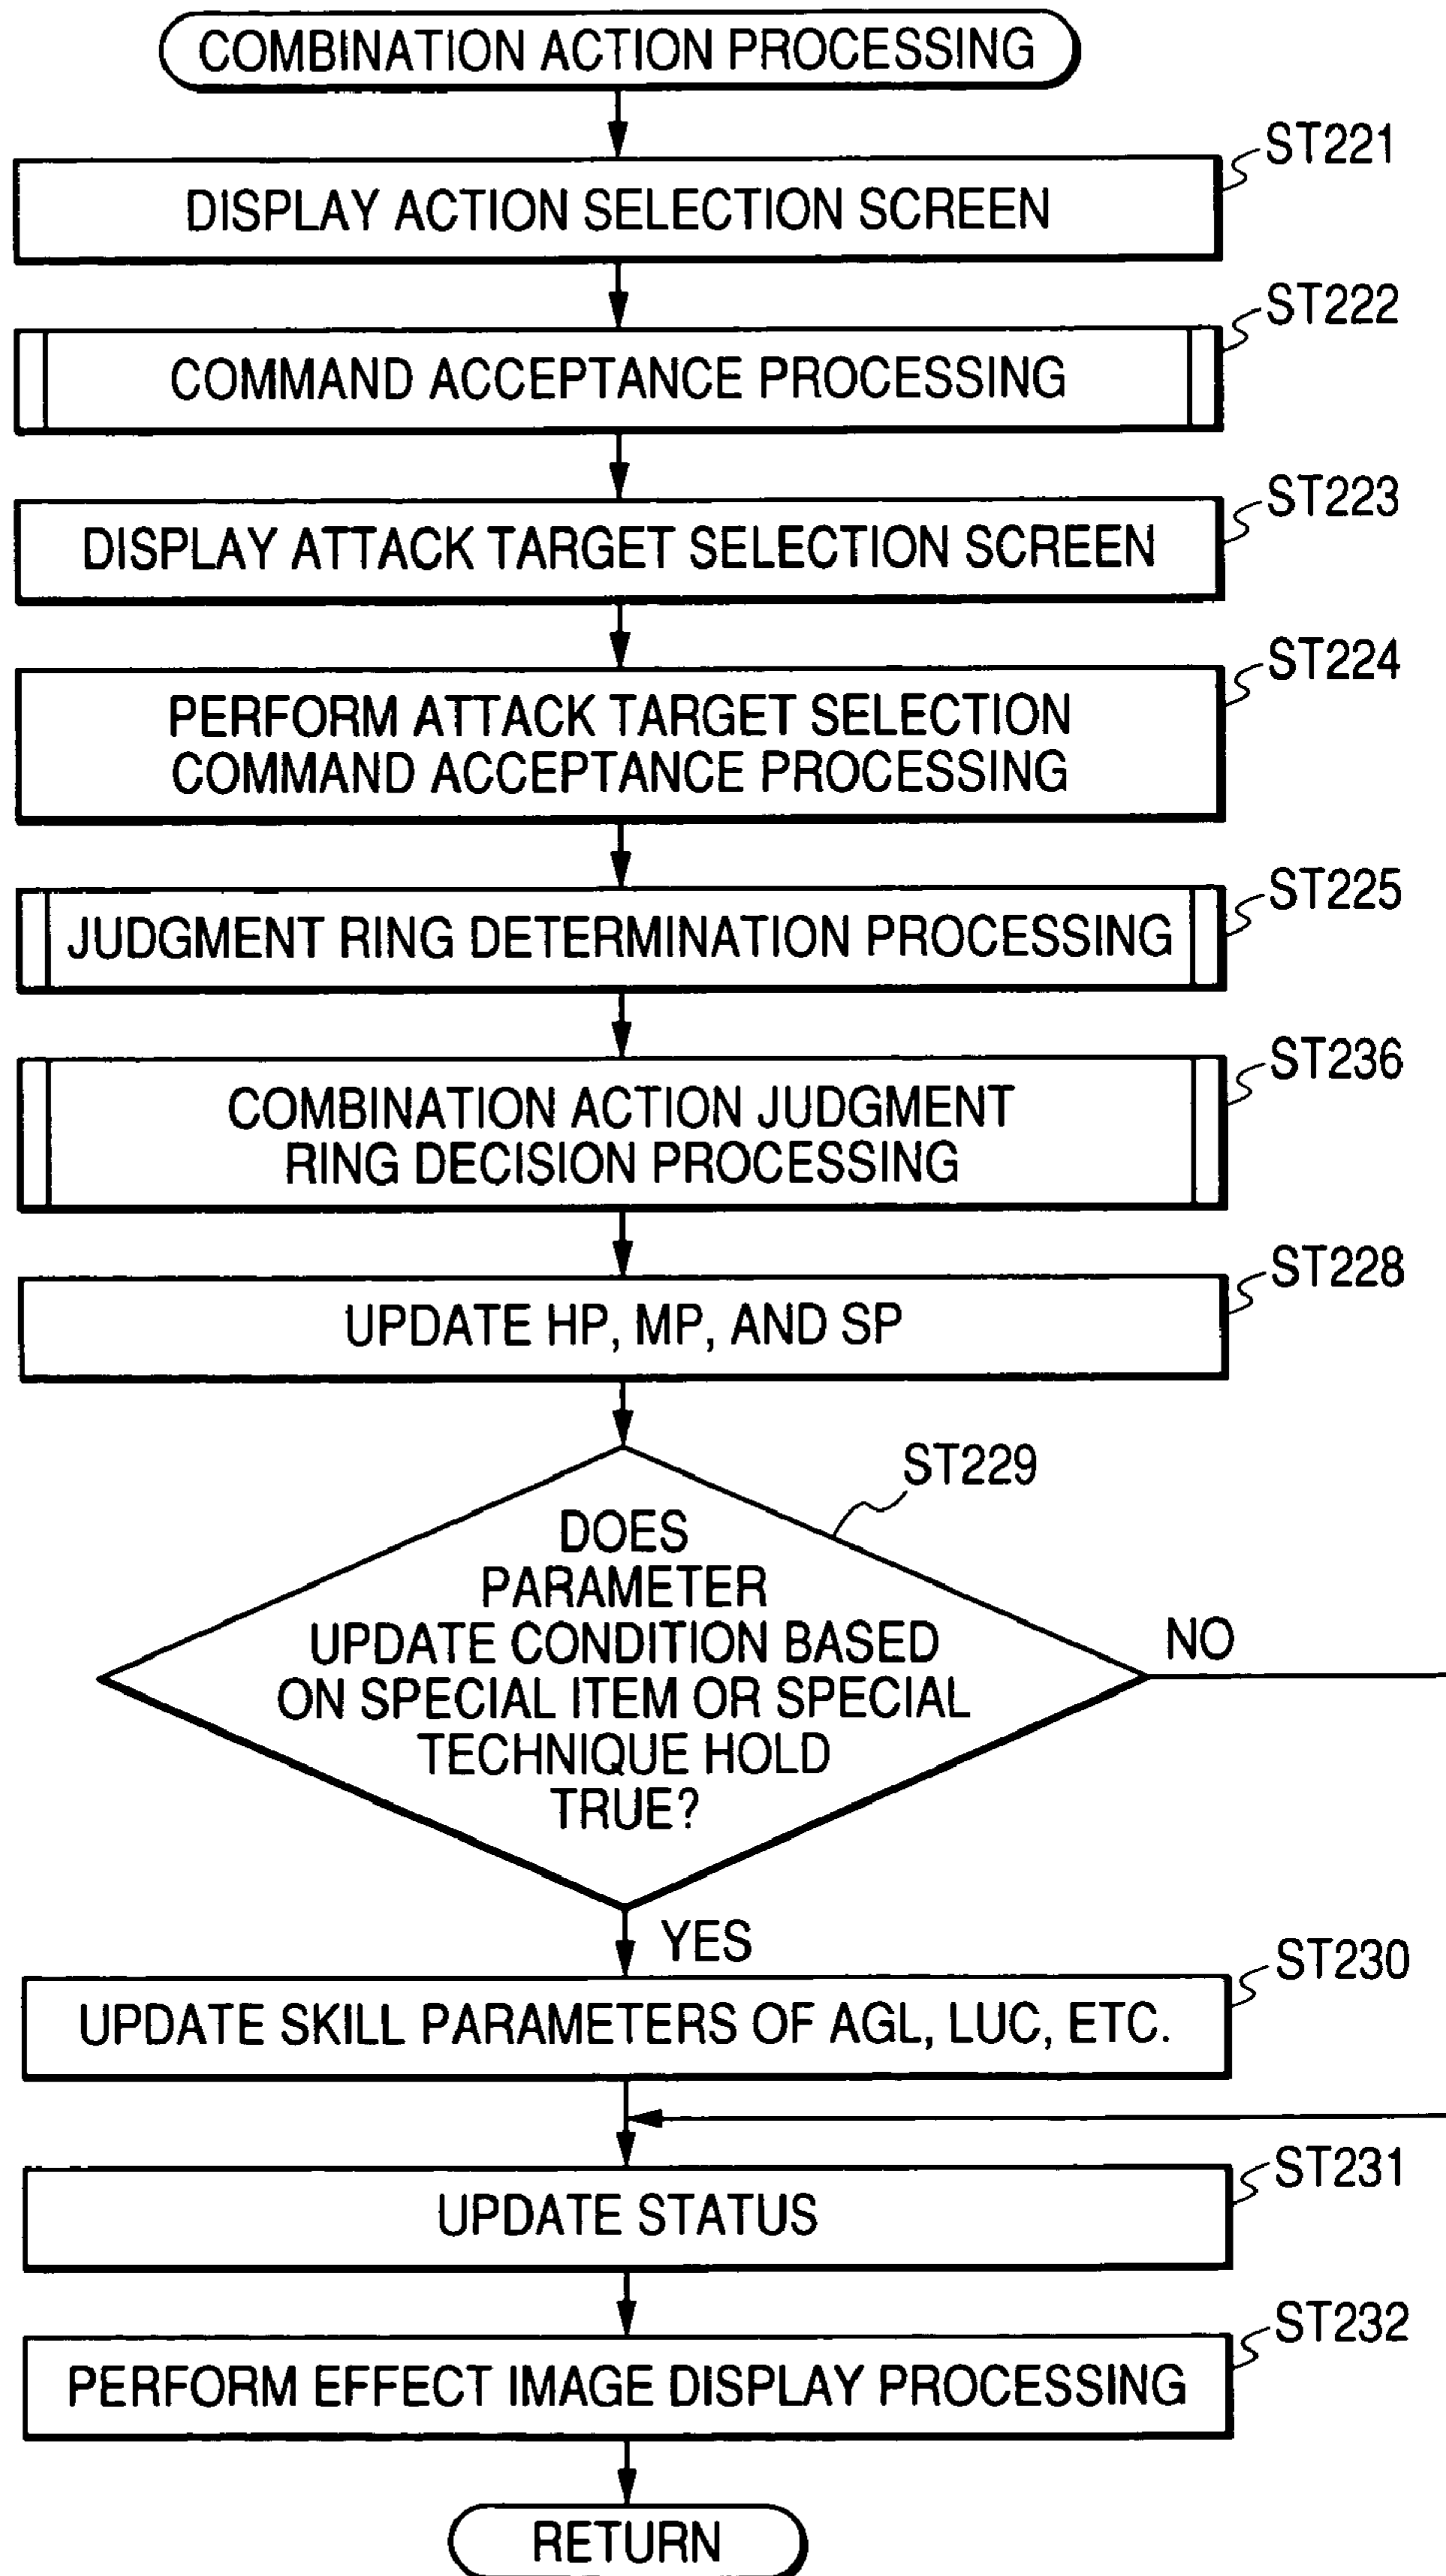 COMBINATION ACTION PROCESSING
ST221
DISPLAY ACTION SELECTION SCREEN
ST222
COMMAND ACCEPTANCE PROCESSING
ST223
DISPLAY ATTACK TARGET SELECTION SCREEN
ST224
PERFORM ATTACK TARGET SELECTION
COMMAND ACCEPTANCE PROCESSING
ST225
JUDGMENT RING DETERMINATION PROCESSING
ST236
COMBINATION ACTION JUDGMENT
RING DECISION PROCESSING
ST228
UPDATE HP, MP, AND SP
ST229
DOES
PARAMETER
UPDATE CONDITION BASED
ON SPECIAL ITEM OR SPECIAL
TECHNIQUE HOLD
TRUE?
NO
YES
ST230
UPDATE SKILL PARAMETERS OF AGL, LUC, ETC.
ST231
UPDATE STATUS
ST232
PERFORM EFFECT IMAGE DISPLAY PROCESSING
RETURN